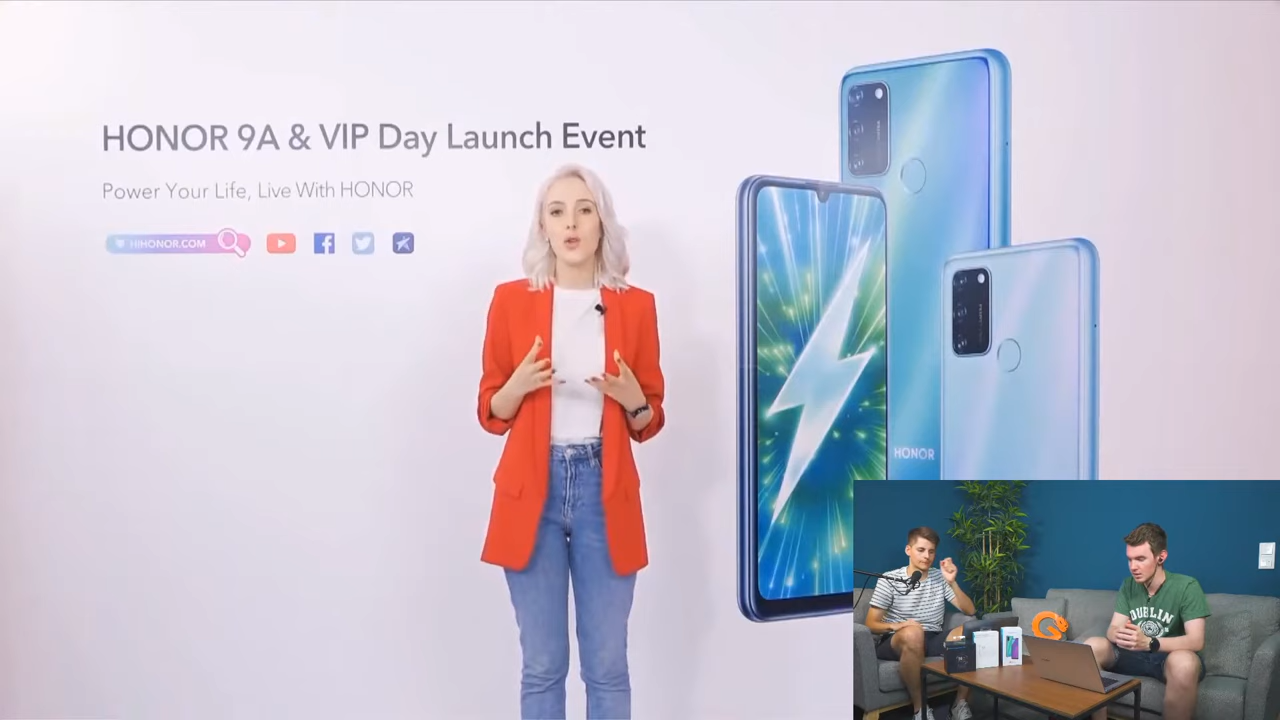 HONOR 9A & VIP Day Launch Event
Power Your Life, Live With HONOR
HIHONOR.COM
HONOR
DUBLIN